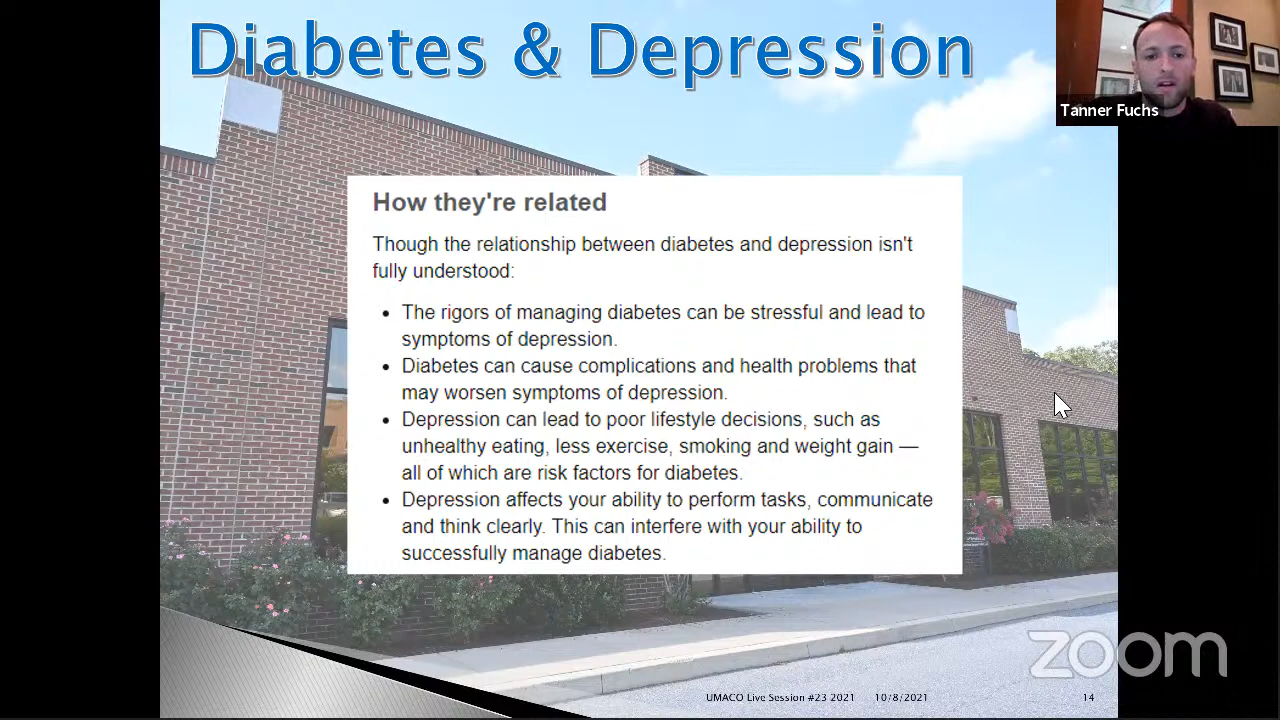 Diabetes & Depression
Tanner Fuchs
How they're related
Though the relationship between diabetes and depression isn't
fully understood:
• The rigors of managing diabetes can be stressful and lead to
symptoms of depression.
• Diabetes can cause complications and health problems that
may worsen symptoms of depression.
• Depression can lead to poor lifestyle decisions, such as
unhealthy eating, less exercise, smoking and weight gain —
all of which are risk factors for diabetes.
• Depression affects your ability to perform tasks, communicate
and think clearly. This can interfere with your ability to
successfully manage diabetes.
zoom
UMACO Live Session #23 2021 10/8/2021 14